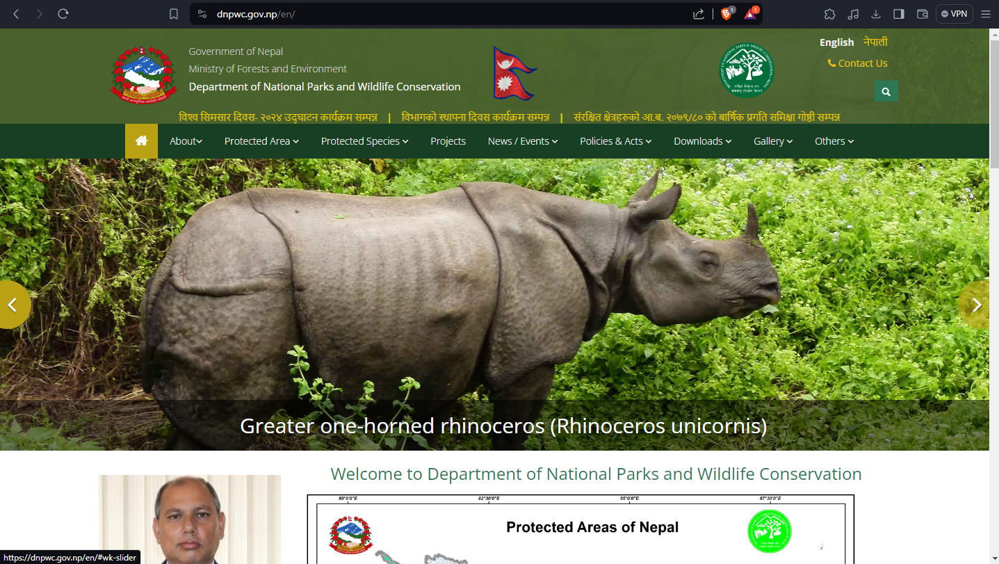 dnpwc.gov.np/en/
1
1
VPN
Government of Nepal
Ministry of Forests and Environment
Department of National Parks and Wildlife Conservation
English नेपाली
Contact Us
विश्व सिमसार दिवस- २०२४ उद्घाटन कार्यक्रम सम्पन्न | विभागको स्थापना दिवस कार्यक्रम सम्पन्न | संरक्षित क्षेत्रहरुको आ.ब. २०७९/८० को बार्षिक प्रगति समिक्षा गोष्ठी सम्पन्न
About Protected Area Protected Species Projects News / Events Policies & Acts Downloads Gallery Others
Greater one-horned rhinoceros (Rhinoceros unicornis)
Welcome to Department of National Parks and Wildlife Conservation
80°0'0"E 82°30'0"E 85°0'0"E 87°30'0"E
Protected Areas of Nepal
https://dnpwc.gov.np/en/#wk-slider